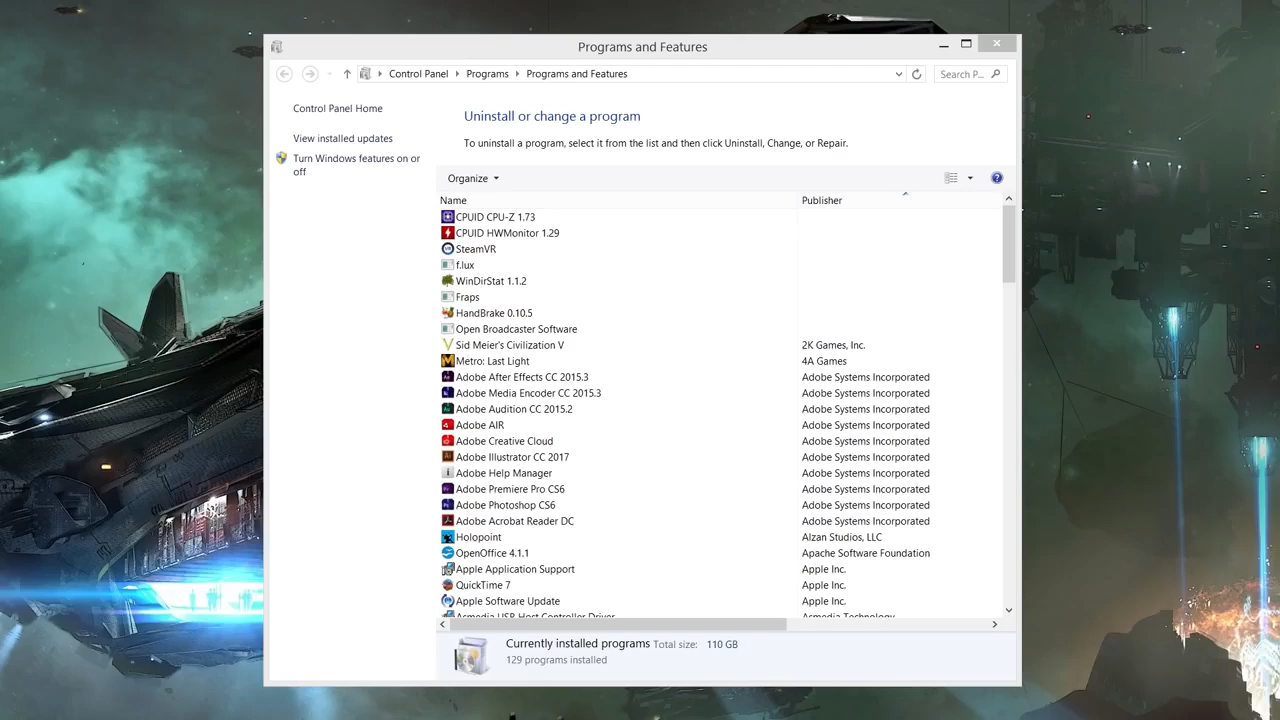 Programs and Features
Control Panel Programs Programs and Features
Search P...
Control Panel Home
View installed updates
Turn Windows features on or
off
Uninstall or change a program
To uninstall a program, select it from the list and then click Uninstall, Change, or Repair.
Organize
Name Publisher
CPUID CPU-Z 1.73
CPUID HWMonitor 1.29
SteamVR
f.lux
WinDirStat 1.1.2
Fraps
HandBrake 0.10.5
Open Broadcaster Software
Sid Meier's Civilization V 2K Games, Inc.
Metro: Last Light 4A Games
Adobe After Effects CC 2015.3 Adobe Systems Incorporated
Adobe Media Encoder CC 2015.3 Adobe Systems Incorporated
Adobe Audition CC 2015.2 Adobe Systems Incorporated
Adobe AIR Adobe Systems Incorporated
Adobe Creative Cloud Adobe Systems Incorporated
Adobe Illustrator CC 2017 Adobe Systems Incorporated
Adobe Help Manager Adobe Systems Incorporated
Adobe Premiere Pro CS6 Adobe Systems Incorporated
Adobe Photoshop CS6 Adobe Systems Incorporated
Adobe Acrobat Reader DC Adobe Systems Incorporated
Holopoint Alzan Studios, LLC
OpenOffice 4.1.1 Apache Software Foundation
Apple Application Support Apple Inc.
QuickTime 7 Apple Inc.
Apple Software Update Apple Inc.
Asmedia USB Host Controller Driver Asmedia Technology
Currently installed programs Total size: 110 GB
129 programs installed